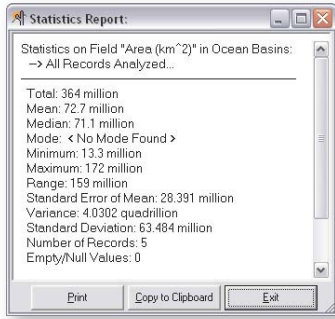 Statistics Report:
Statistics on Field "Area (km^2)" in Ocean Basins:
--> All Records Analyzed...
Total: 364 million
Mean: 72.7 million
Median: 71.1 million
Mode: < No Mode Found >
Minimum: 13.3 million
Maximum: 172 million
Range: 159 million
Standard Error of Mean: 28.391 million
Variance: 4.0302 quadrillion
Standard Deviation: 63.484 million
Number of Records: 5
Empty/Null Values: 0
Print Copy to Clipboard Exit